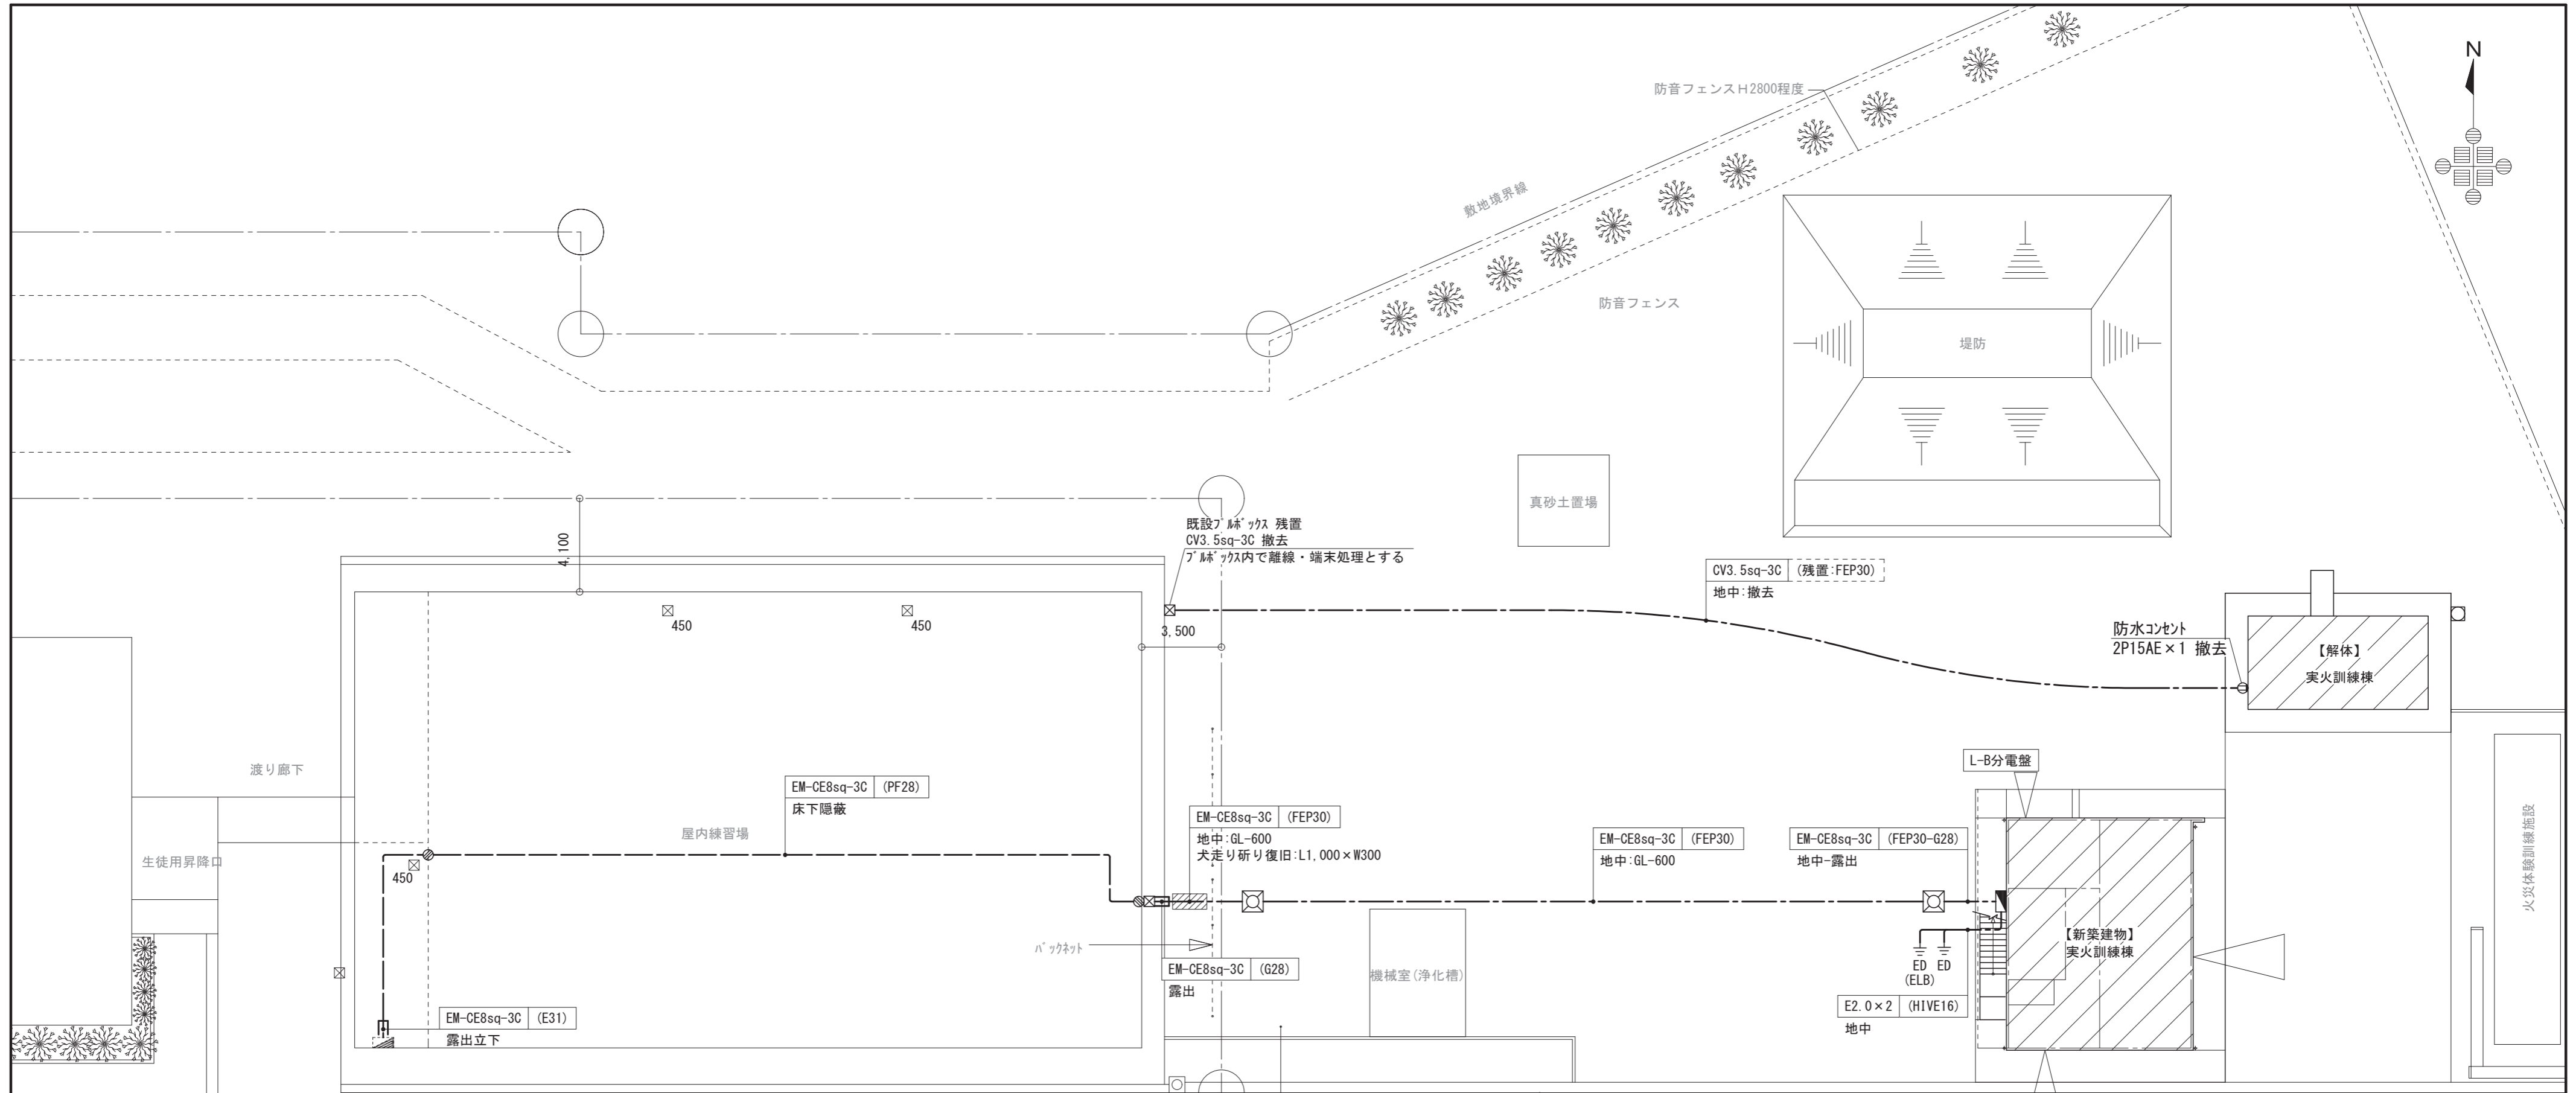 N
防音フェンスH2800程度
敷地境界線
防音フェンス
堤防
真砂土置場
4,100
既設ﾌﾟﾙﾎﾞｯｸｽ 残置
CV3.5sq-3C 撤去
ﾌﾟﾙﾎﾞｯｸｽ内で離線・端末処理とする
CV3.5sq-3C (残置:FEP30)
地中:撤去
450
450
3,500
防水ｺﾝｾﾝﾄ
2P15AE×1 撤去
【解体】
実火訓練棟
L-B分電盤
渡り廊下
EM-CE8sq-3C (PF28)
床下隠蔽
屋内練習場
EM-CE8sq-3C (FEP30)
地中:GL-600
犬走り斫り復旧:L1,000×W300
EM-CE8sq-3C (FEP30)
地中:GL-600
EM-CE8sq-3C (FEP30-G28)
地中-露出
火災体験訓練施設
生徒用昇降口
450
ﾊﾞｯｸﾈｯﾄ
EM-CE8sq-3C (G28)
露出
機械室(浄化槽)
ED ED
(ELB)
【新築建物】
実火訓練棟
E2.0×2 (HIVE16)
地中
EM-CE8sq-3C (E31)
露出立下